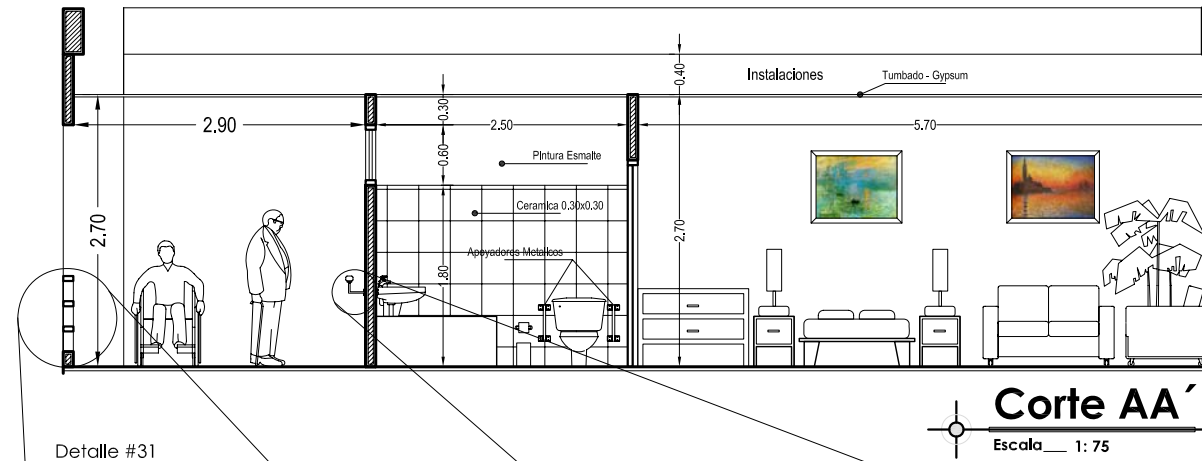 0.40
Instalaciones
Tumbado - Gypsum
2.90
0.30
2.50
5.70
0.60
Pintura Esmalte
2.70
Ceramica 0.30x0.30
2.70
Apoyadores Metalicos
1.80
Corte AA´
Escala__ 1: 75
Detalle #31